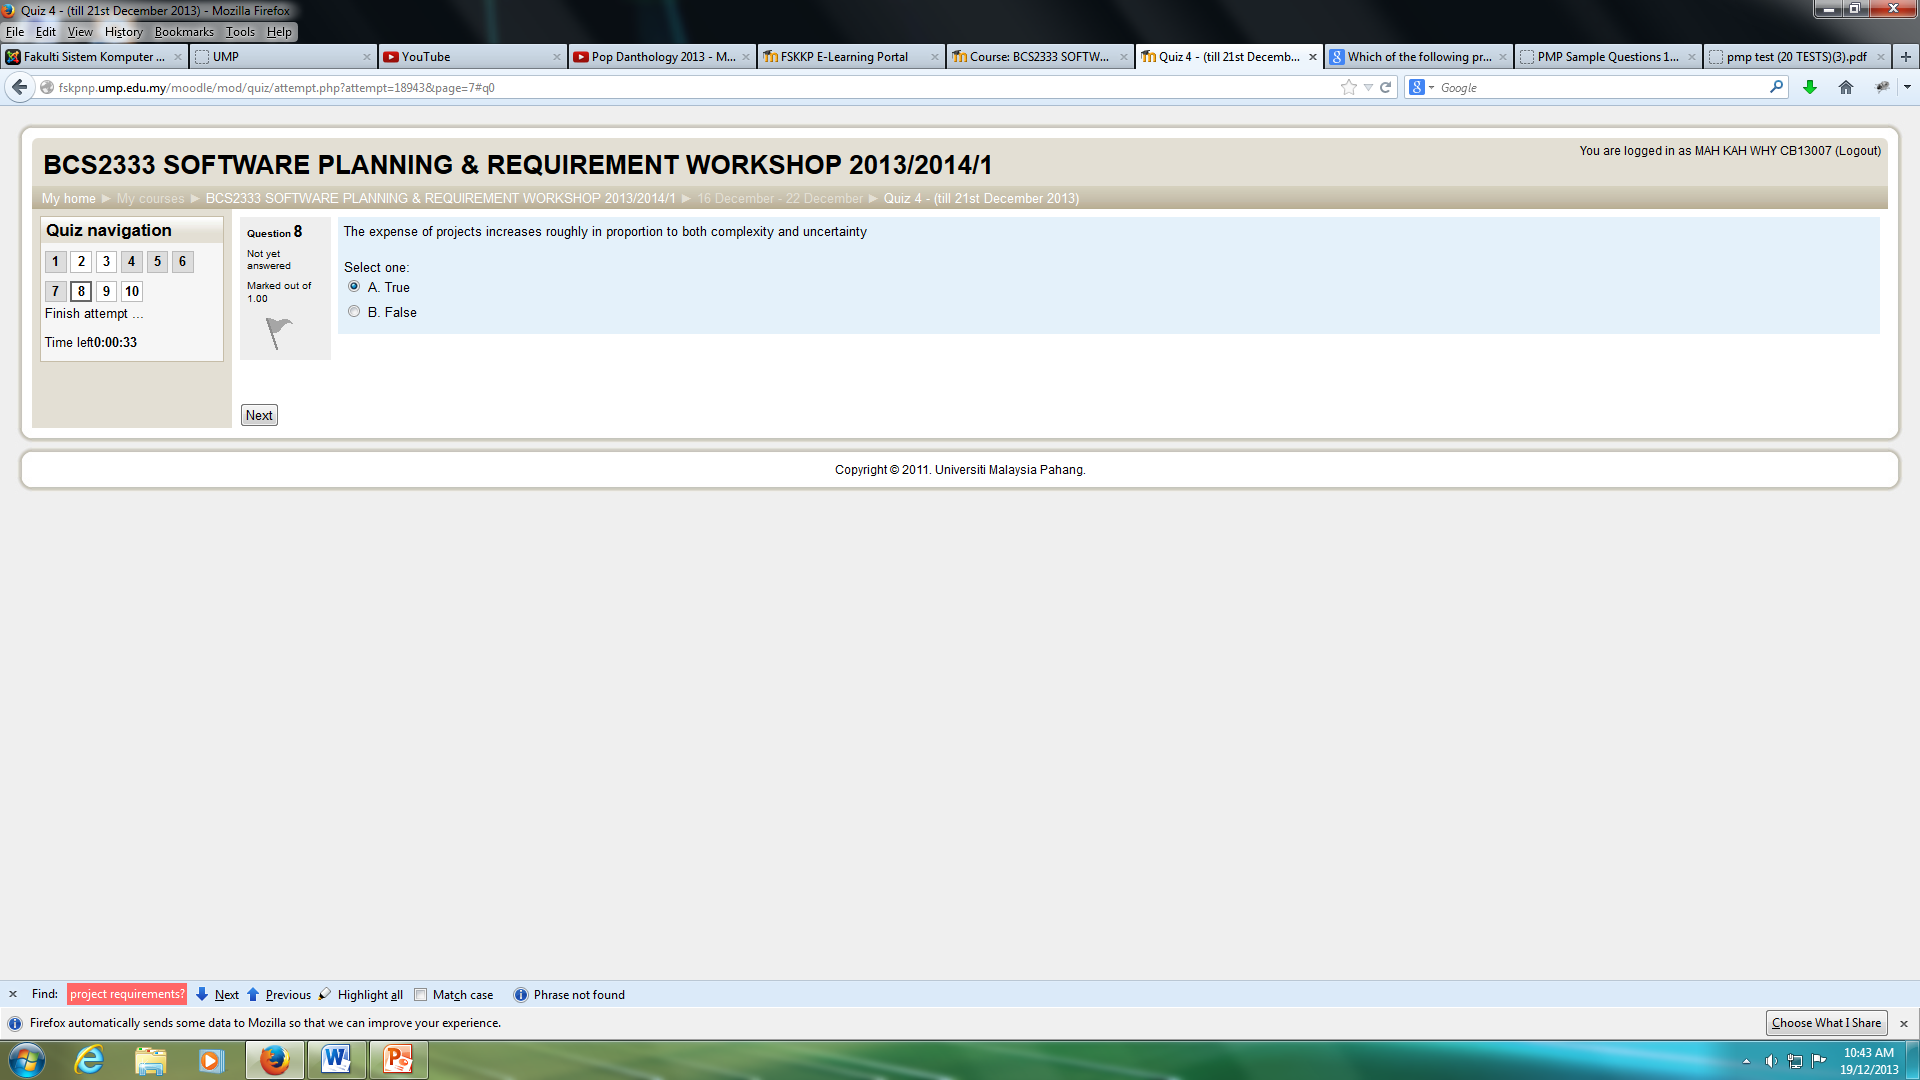 Quiz 4 - (till 21st December 2013) - Mozilla Firefox
File Edit View History Bookmarks Tools Help
Fakulti Sistem Komputer ... UMP YouTube Pop Danthology 2013 - M... FSKKP E-Learning Portal Course: BCS2333 SOFTW... Quiz 4 - (till 21st Decemb... Which of the following pr... PMP Sample Questions 1... pmp test (20 TESTS)(3).pdf
fskpnp.ump.edu.my/moodle/mod/quiz/attempt.php?attempt=18943&page=7#q0
Google
BCS2333 SOFTWARE PLANNING & REQUIREMENT WORKSHOP 2013/2014/1
You are logged in as MAH KAH WHY CB13007 (Logout)
My home ► My courses ► BCS2333 SOFTWARE PLANNING & REQUIREMENT WORKSHOP 2013/2014/1 ► 16 December - 22 December ► Quiz 4 - (till 21st December 2013)
Quiz navigation
1 2 3 4 5 6
7 8 9 10
Finish attempt ...
Time left 0:00:33
Question 8
Not yet
answered
Marked out of
1.00
The expense of projects increases roughly in proportion to both complexity and uncertainty
Select one:
A. True
B. False
Next
Copyright © 2011. Universiti Malaysia Pahang.
Find: project requirements? Next Previous Highlight all Match case Phrase not found
Firefox automatically sends some data to Mozilla so that we can improve your experience.
Choose What I Share
10:43 AM
19/12/2013